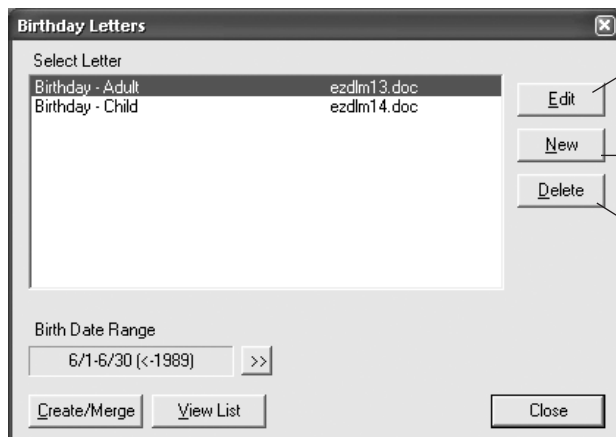 Birthday Letters
Select Letter
Birthday - Adult ezdlm13.doc
Birthday - Child ezdlm14.doc
Edit
New
Delete
Birth Date Range
6/1-6/30 (<-1989) >>
Create/Merge View List Close